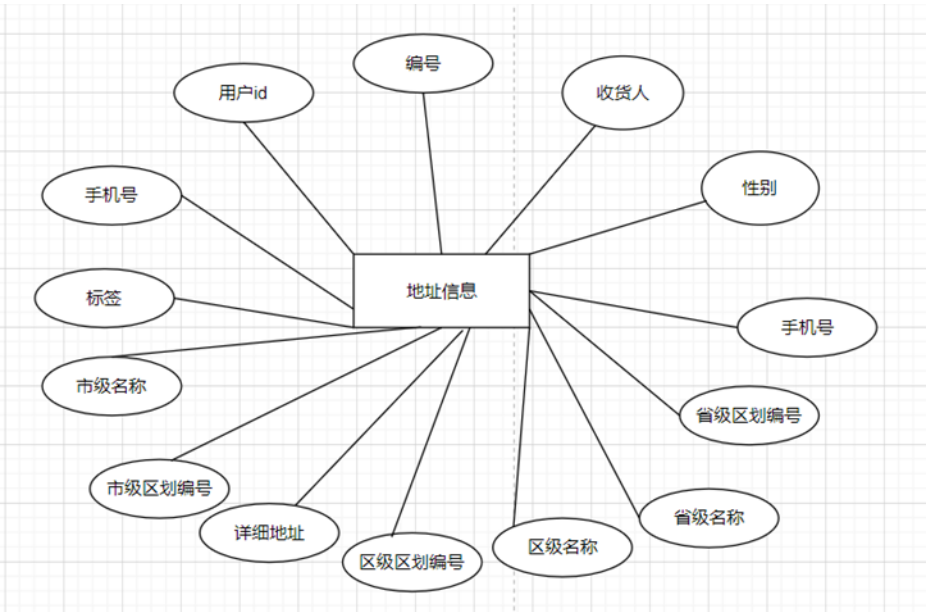 编号
用户id
收货人
性别
手机号
地址信息
标签
手机号
市级名称
省级区划编号
市级区划编号
省级名称
详细地址
区级名称
区级区划编号